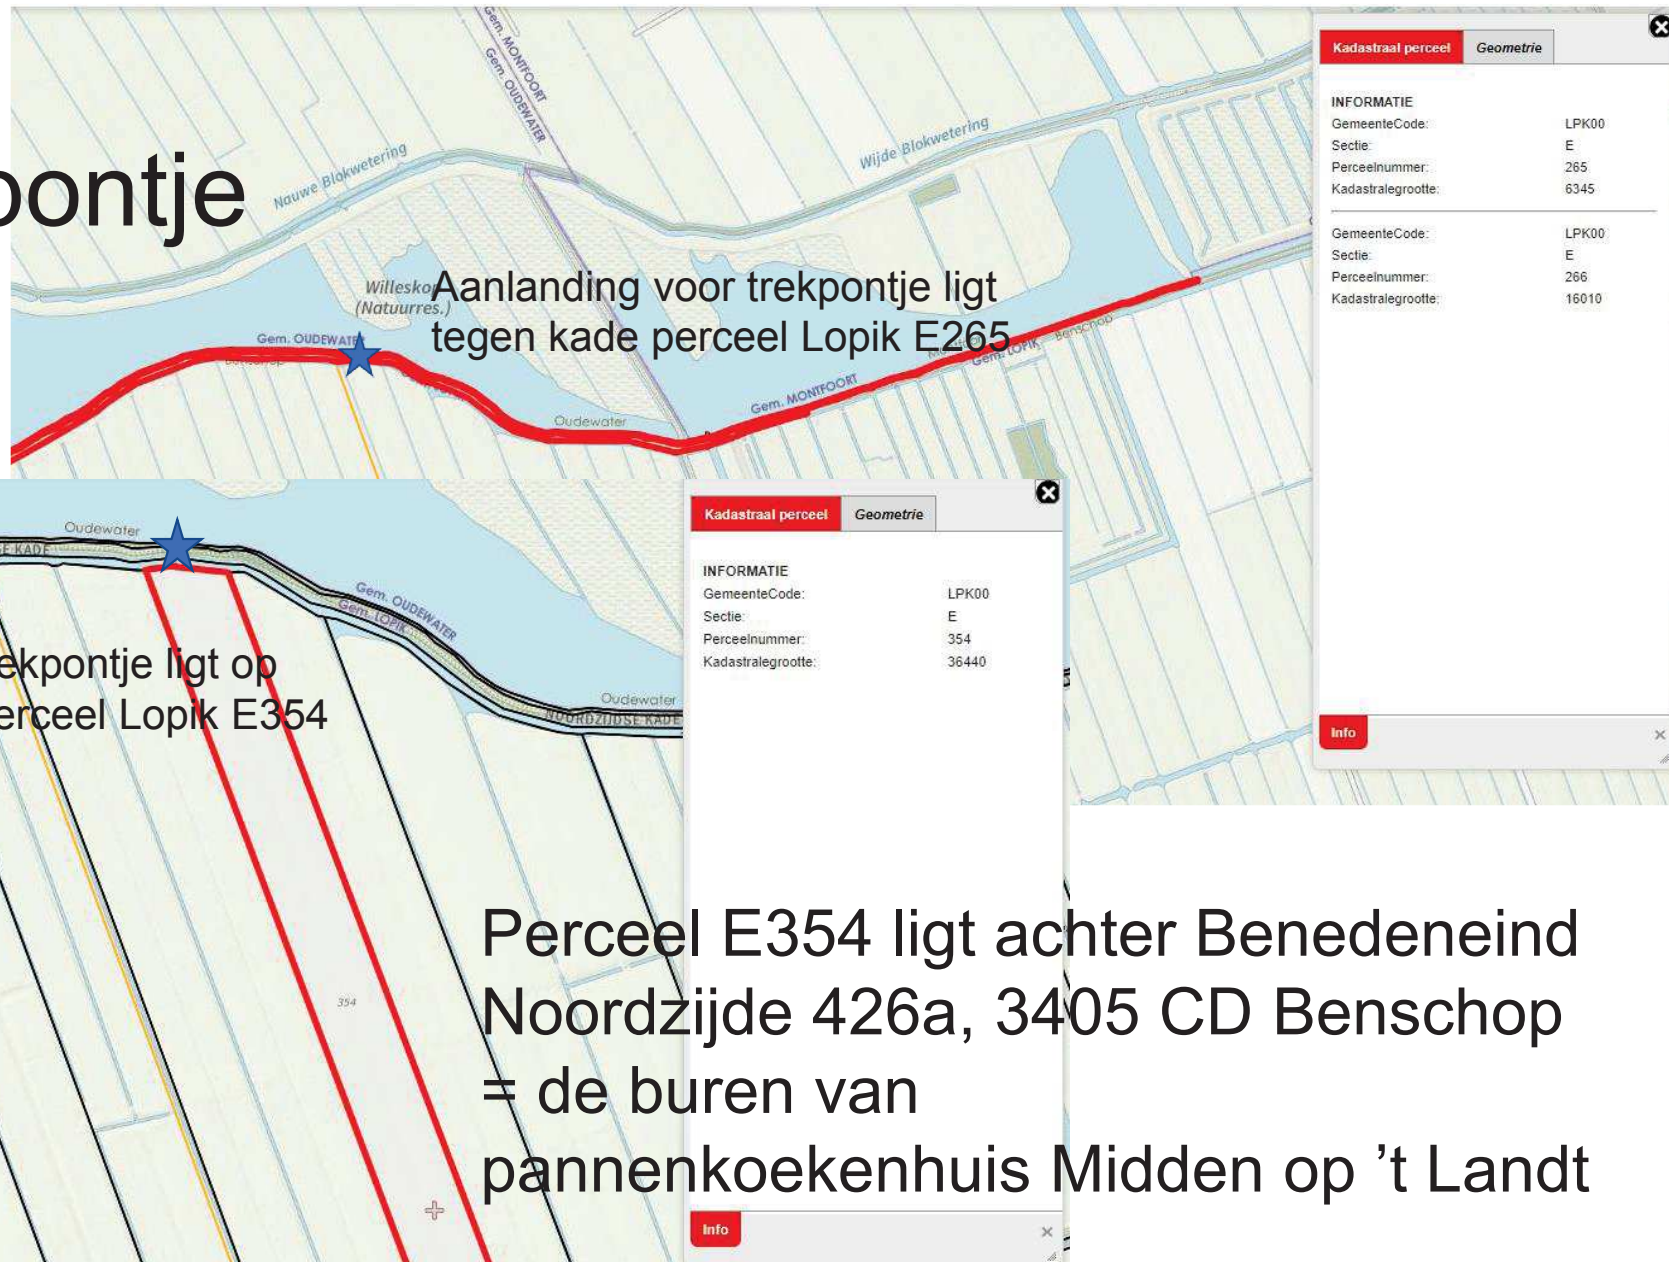 pontje
Aanlanding voor trekpontje ligt
tegen kade perceel Lopik E265
Gem. MONTFOORT
Gem. OUDEWATER
Nauwe Blokwetering
Wijde Blokwetering
(Natuurres.)
Gem. OUDEWATER
Oudewater
Gem. MONTFOORT
Gem. LOPIK
Benschop
Kadastraal perceel
Geometrie
INFORMATIE
GemeenteCode: LPK00
Sectie: E
Perceelnummer: 265
Kadastralegrootte: 6345
GemeenteCode: LPK00
Sectie: E
Perceelnummer: 266
Kadastralegrootte: 16010
Info
Oudewater
SE KADE
Gem. OUDEWATER
Gem. LOPIK
Oudewater
NOORDZIJDSE KADE
ekpontje ligt op
erceel Lopik E354
354
Kadastraal perceel
Geometrie
INFORMATIE
GemeenteCode: LPK00
Sectie: E
Perceelnummer: 354
Kadastralegrootte: 36440
Info
Perceel E354 ligt achter Benedeneind
Noordzijde 426a, 3405 CD Benschop
= de buren van
pannenkoekenhuis Midden op ’t Landt